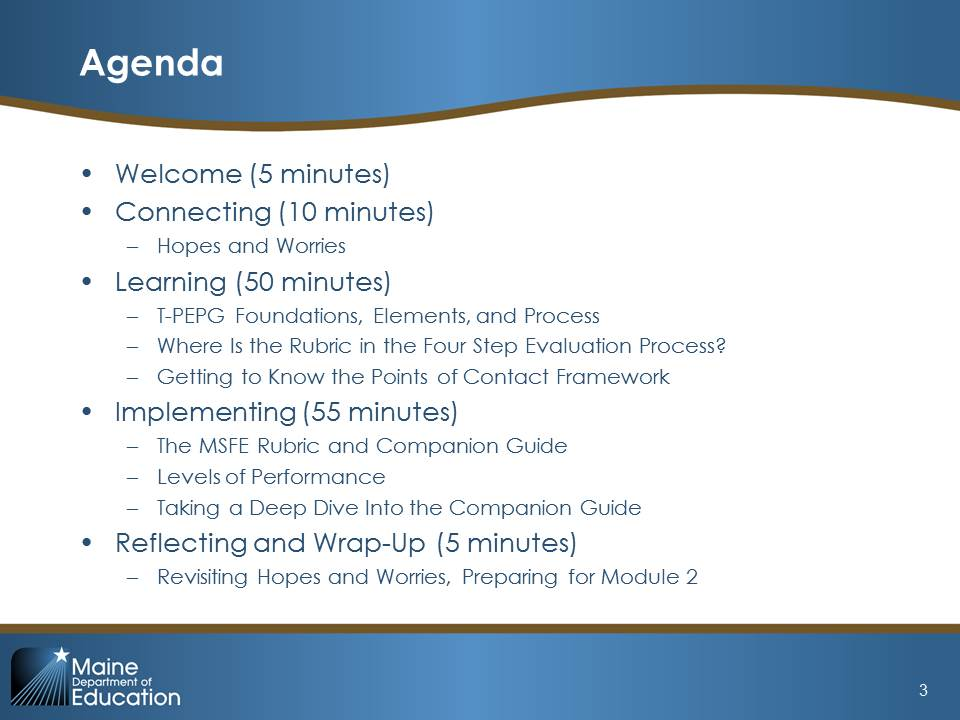 Agenda
• Welcome (5 minutes)
• Connecting (10 minutes)
– Hopes and Worries
• Learning (50 minutes)
– T-PEPG Foundations, Elements, and Process
– Where Is the Rubric in the Four Step Evaluation Process?
– Getting to Know the Points of Contact Framework
• Implementing (55 minutes)
– The MSFE Rubric and Companion Guide
– Levels of Performance
– Taking a Deep Dive Into the Companion Guide
• Reflecting and Wrap-Up (5 minutes)
– Revisiting Hopes and Worries, Preparing for Module 2
Maine
Department of
Education
3